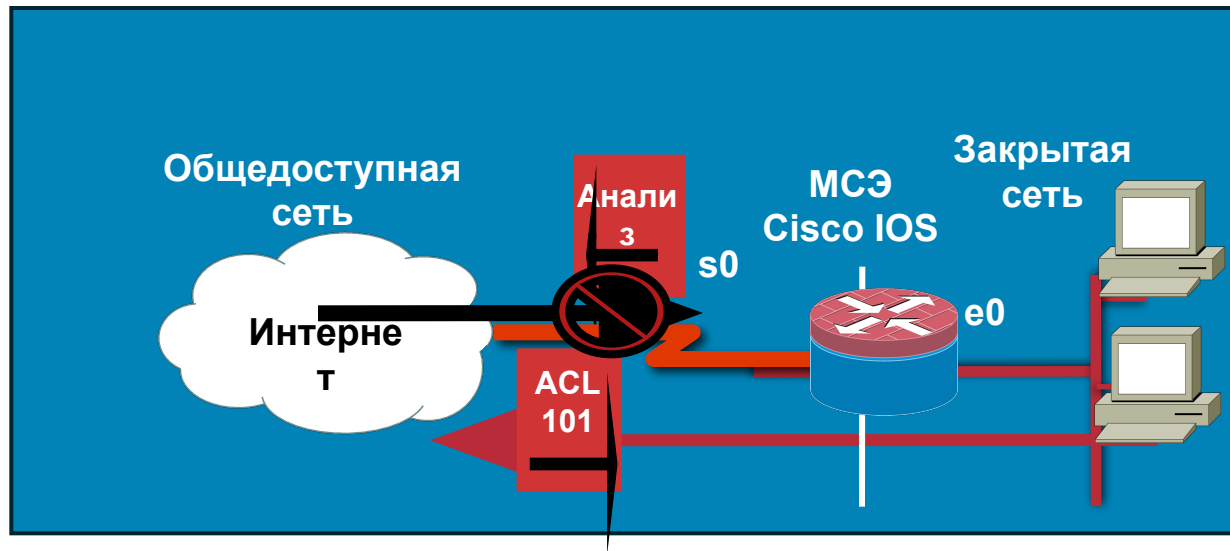 Общедоступная
сеть
Анали
з
МСЭ
Cisco IOS
Закрытая
сеть
s0
e0
Интерне
т
ACL
101